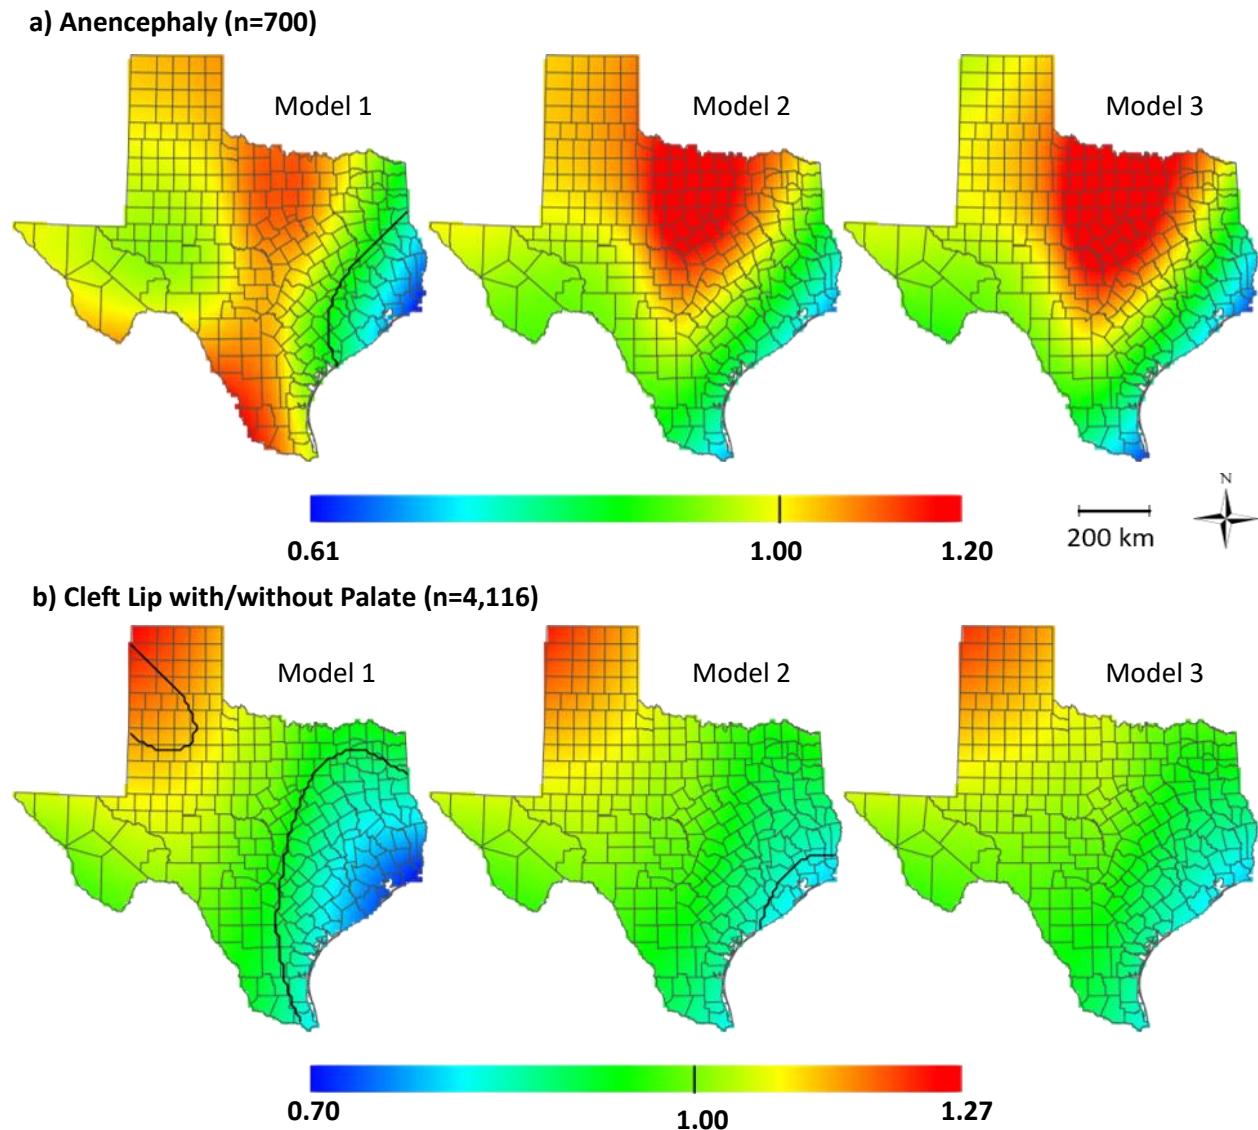 a) Anencephaly (n=700)
Model 1
Model 2
Model 3
0.61
1.00
1.20
200 km
N
b) Cleft Lip with/without Palate (n=4,116)
Model 1
Model 2
Model 3
0.70
1.00
1.27